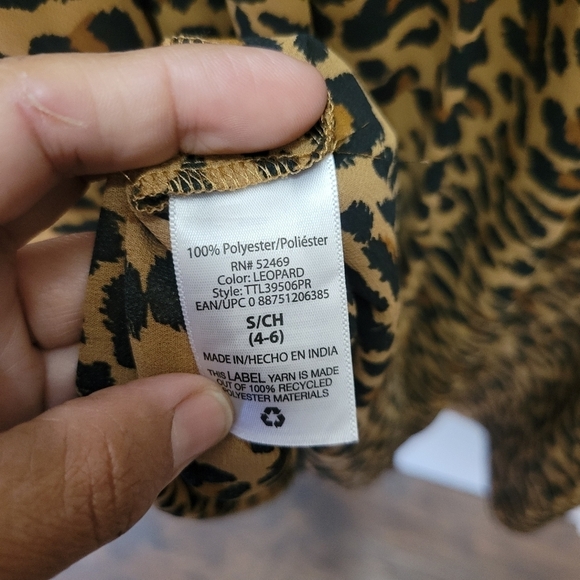 100% Polyester/Poliéster
RN# 52469
Color: LEOPARD
Style: TTL39506PR
EAN/UPC 0 88751206385
S/CH
(4-6)
MADE IN/HECHO EN INDIA
THIS LABEL YARN IS MADE
OUT OF 100% RECYCLED
POLYESTER MATERIALS